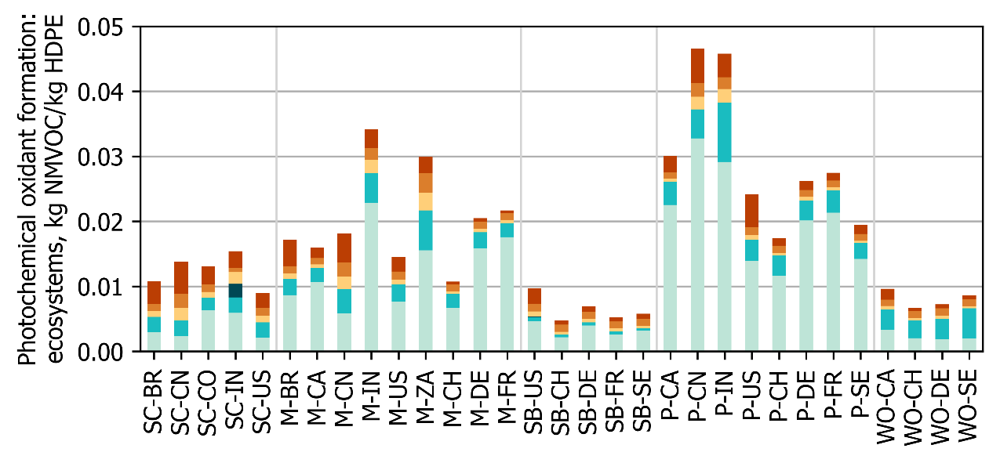 Photochemical oxidant formation:
ecosystems, kg NMVOC/kg HDPE
0.05
0.04
0.03
0.02
0.01
0.00
SC-BR
SC-CN
SC-CO
SC-IN
SC-US
M-BR
M-CA
M-CN
M-IN
M-US
M-ZA
M-CH
M-DE
M-FR
SB-US
SB-CH
SB-DE
SB-FR
SB-SE
P-CA
P-CN
P-IN
P-US
P-CH
P-DE
P-FR
P-SE
WO-CA
WO-CH
WO-DE
WO-SE